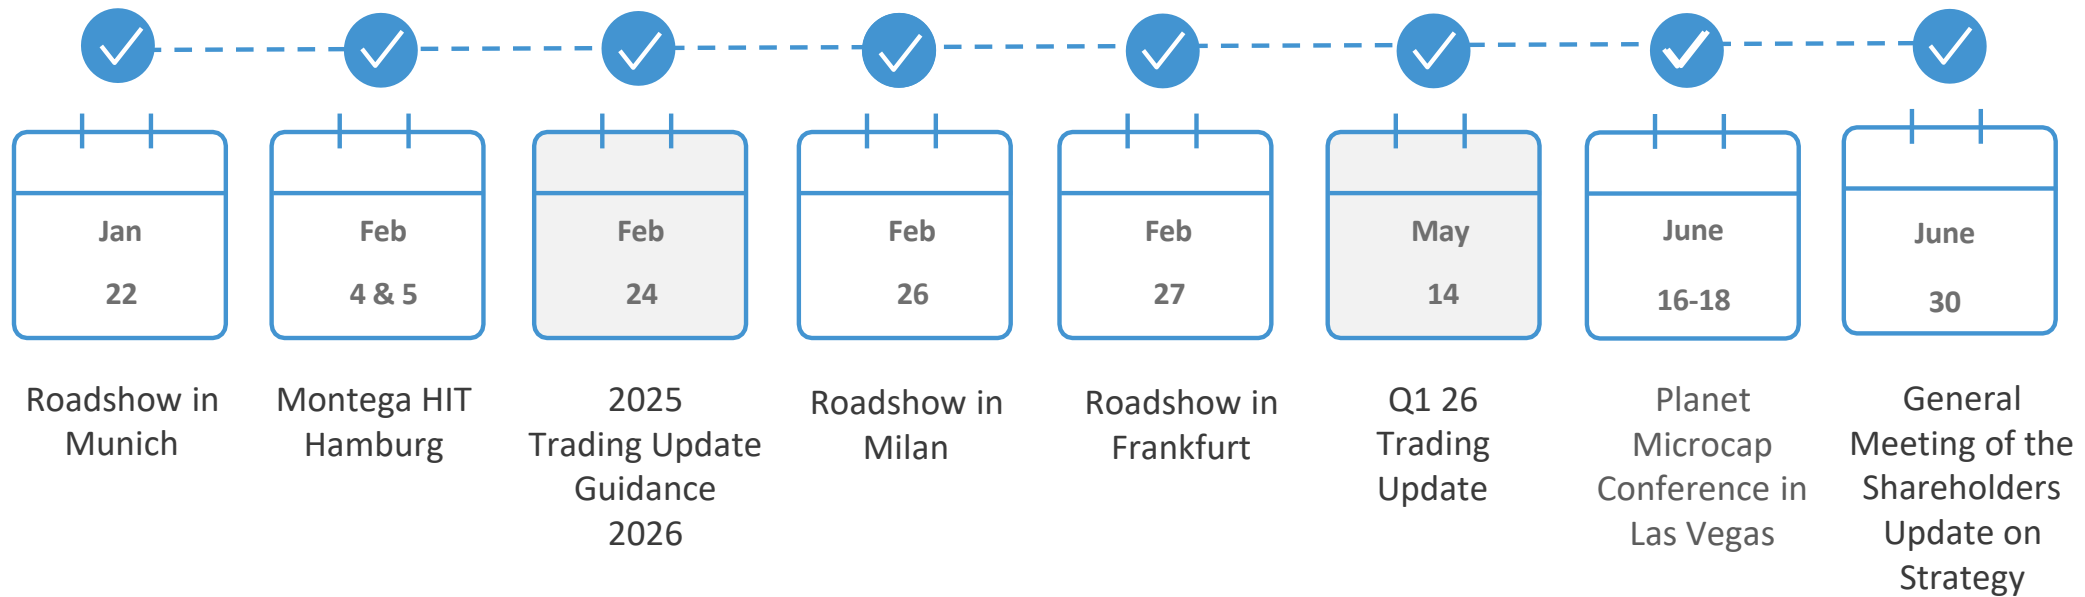 Jan
22
Roadshow in
Munich
Feb
4 & 5
Montega HIT
Hamburg
Feb
24
2025
Trading Update
Guidance
2026
Feb
26
Roadshow in
Milan
Feb
27
Roadshow in
Frankfurt
May
14
Q1 26
Trading
Update
June
16-18
Planet
Microcap
Conference in
Las Vegas
June
30
General
Meeting of the
Shareholders
Update on
Strategy